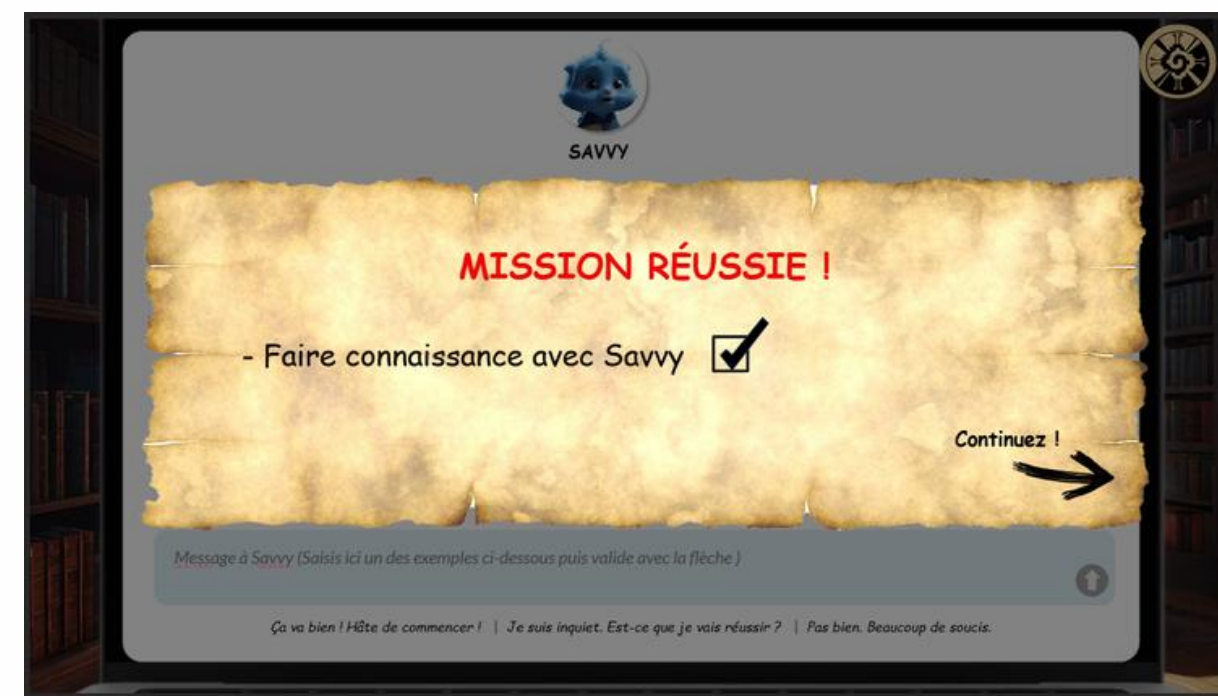 SAVVY
MISSION RÉUSSIE !
- Faire connaissance avec Savvy
Continuez !
Message à Savvy (Saisis ici un des exemples ci-dessous puis valide avec la flèche )
Ça va bien ! Hâte de commencer ! | Je suis inquiet. Est-ce que je vais réussir ? | Pas bien. Beaucoup de soucis.